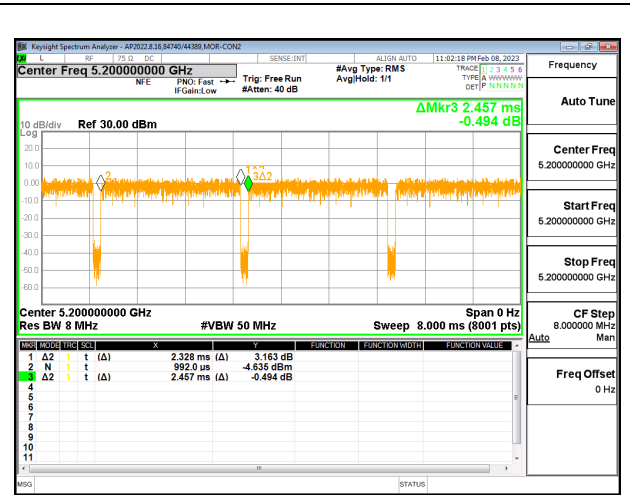 Keysight Spectrum Analyzer - AP2022.8.16,84740/44389,MOR-CON2
RF 75 Ω DC SENSE:INT ALIGN AUTO 11:02:18 PM Feb 08, 2023
Center Freq 5.200000000 GHz #Avg Type: RMS TRACE 1 2 3 4 5 6 Frequency
NFE PNO: Fast Trig: Free Run Avg|Hold: 1/1 TYPE A WWWWW
IFGain:Low #Atten: 40 dB DET P N N N N N
Auto Tune
ΔMkr3 2.457 ms
10 dB/div Ref 30.00 dBm -0.494 dB
Log
20.0
10.0
0.00
-10.0
-20.0
-30.0
-40.0
-50.0
-60.0
2
3Δ2
Center Freq
5.200000000 GHz
Start Freq
5.200000000 GHz
Stop Freq
5.200000000 GHz
Center 5.200000000 GHz Span 0 Hz
Res BW 8 MHz #VBW 50 MHz Sweep 8.000 ms (8001 pts)
CF Step
8.000000 MHz
Auto Man
MKR MODE TRC SCL X Y FUNCTION FUNCTION WIDTH FUNCTION VALUE
1 Δ2 1 t (Δ) 2.328 ms (Δ) 3.163 dB
2 N 1 t 992.0 µs -4.635 dBm
3 Δ2 1 t (Δ) 2.457 ms (Δ) -0.494 dB
4
5
6
7
8
9
10
11
Freq Offset
0 Hz
MSG STATUS